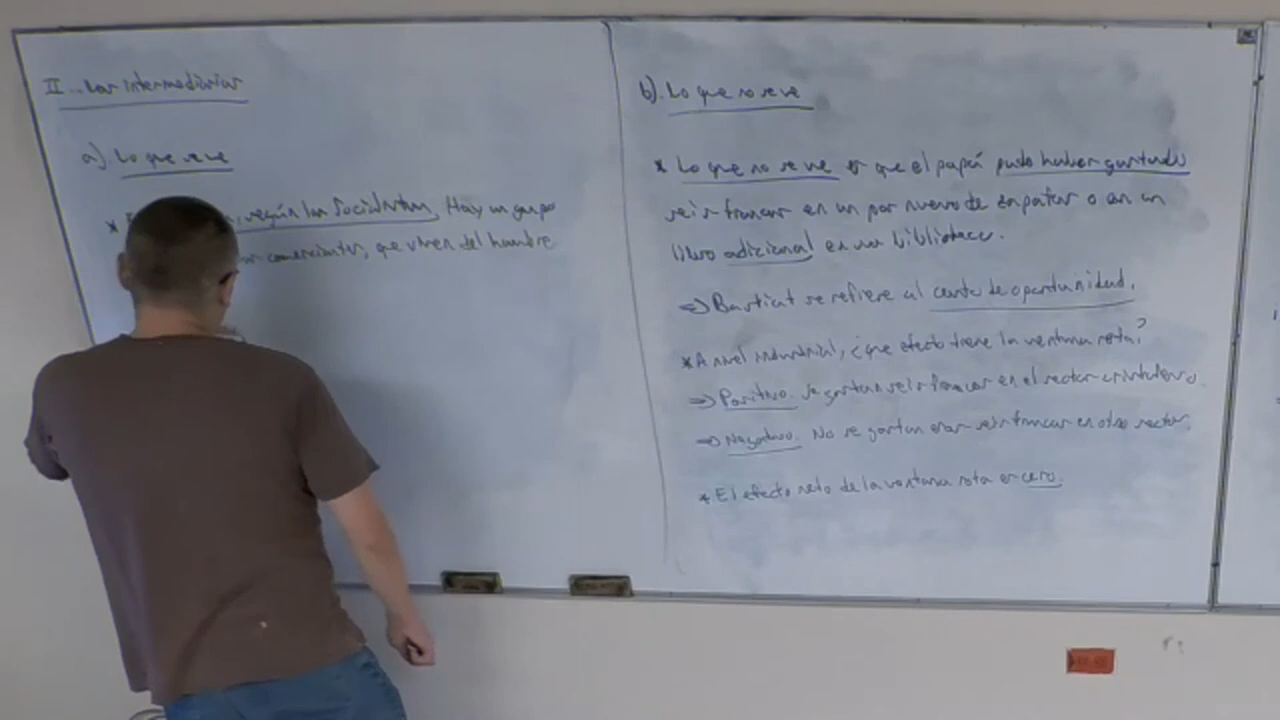 II. Los intermediarios
a) Lo que se ve
* , según los Socialistas, Hay un grupo
comerciantes, que viven del hambre
b). Lo que no se ve
* Lo que no se ve es que el papá pudo haber gastado
seis francos en un par nuevo de zapatos o en un
libro adicional en su biblioteca.
=> Bastiat se refiere al costo de oportunidad.
* A nivel industrial, ¿que efecto tiene la ventana rota?
=> Positivo. Se gastan seis francos en el sector cristalero.
=> Negativo. No se gastan esos seis francos en otro sector.
* El efecto neto de la ventana rota es cero.